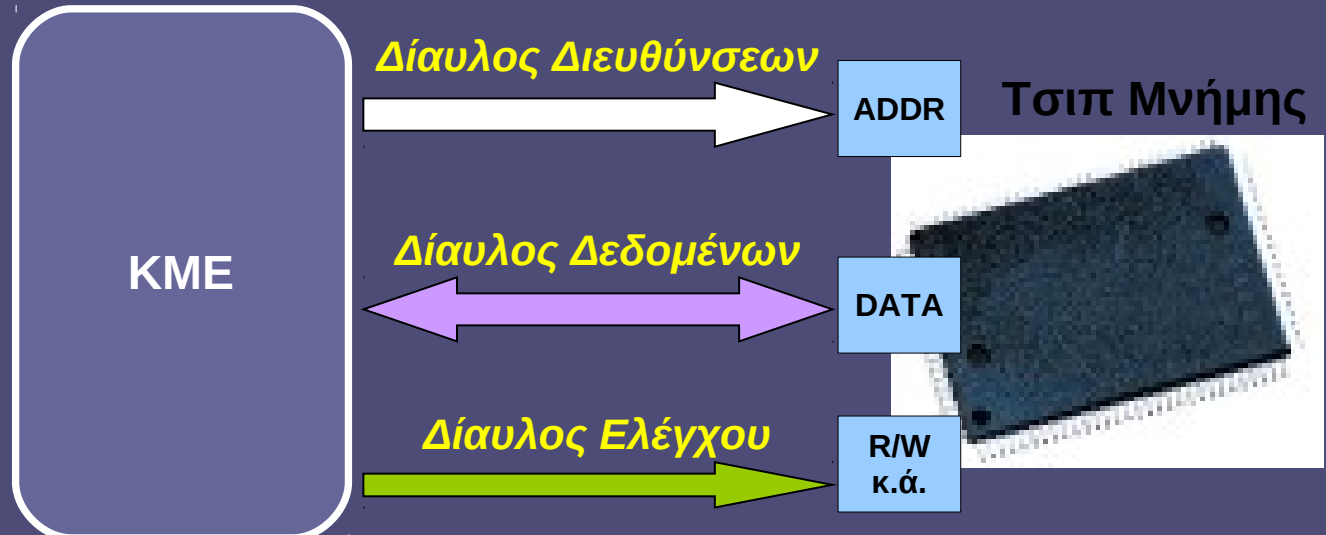 Δίαυλος Διευθύνσεων
ADDR
Τσιπ Μνήμης
ΚΜΕ
Δίαυλος Δεδομένων
DATA
Δίαυλος Ελέγχου
R/W
κ.ά.